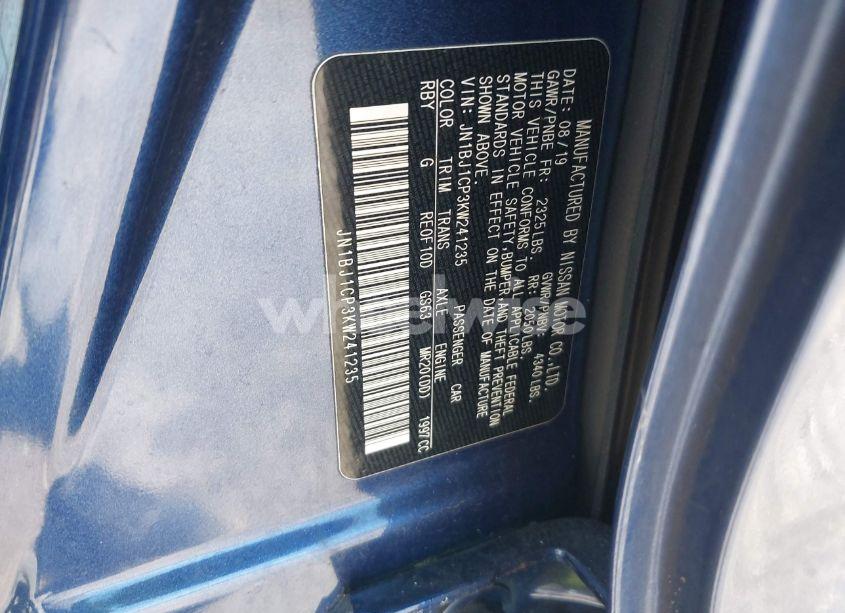 MANUFACTURED BY NISSAN MOTOR CO.,LTD.
DATE: 08/19 GVWR/PNBV: 4340LBS.
GAWR/PNBE FR: 2325LBS. RR: 2050LBS.
THIS VEHICLE CONFORMS TO ALL APPLICABLE FEDERAL
MOTOR VEHICLE SAFETY,BUMPER,AND THEFT PREVENTION
STANDARDS IN EFFECT ON THE DATE OF MANUFACTURE
SHOWN ABOVE.
VIN: JN1BJ1CP3KW241235 PASSENGER CAR
COLOR TRIM TRANS AXLE ENGINE
RBY G RE0F10D GS63 MR20(DD) 1997CC
JN1BJ1CP3KW241235
wheelwise